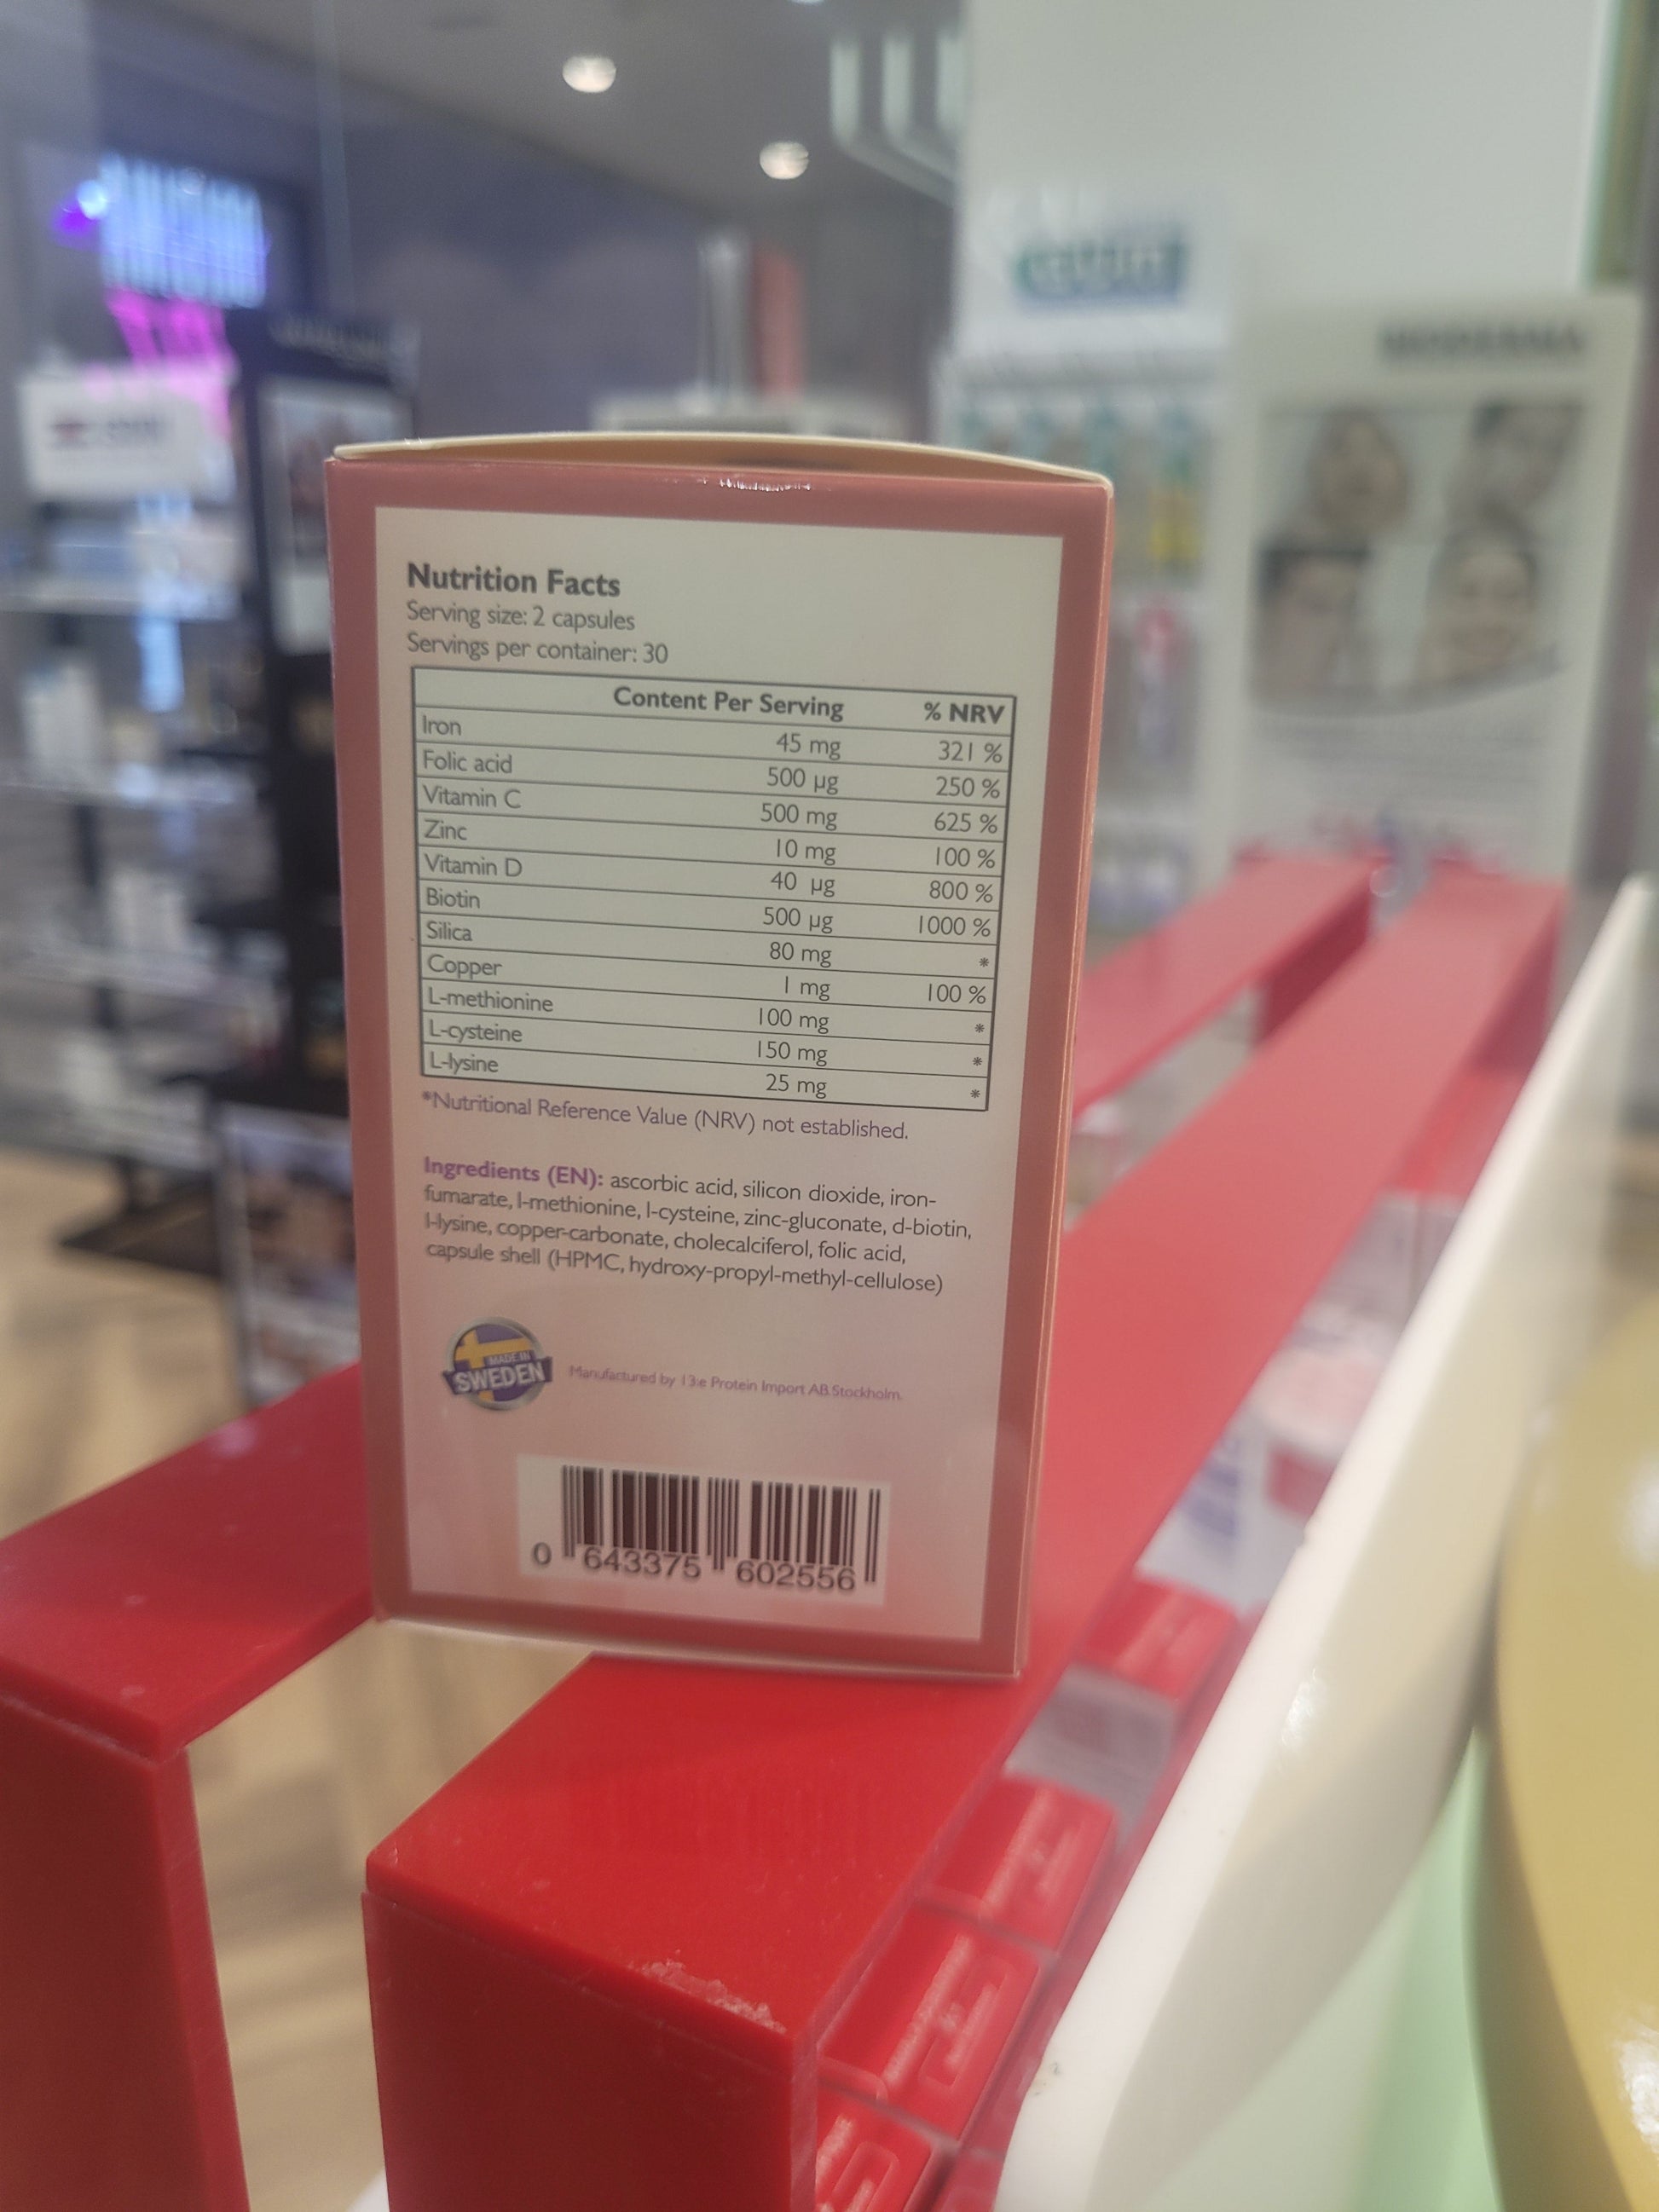 Nutrition Facts
Serving size: 2 capsules
Servings per container: 30
Content Per Serving % NRV
Iron 45 mg 321 %
Folic acid 500 µg 250 %
Vitamin C 500 mg 625 %
Zinc 10 mg 100 %
Vitamin D 40 µg 800 %
Biotin 500 µg 1000 %
Silica 80 mg *
Copper 1 mg 100 %
L-methionine 100 mg *
L-cysteine 150 mg *
L-lysine 25 mg *
*Nutritional Reference Value (NRV) not established.
Ingredients (EN): ascorbic acid, silicon dioxide, iron-
fumarate, l-methionine, l-cysteine, zinc-gluconate, d-biotin,
l-lysine, copper-carbonate, cholecalciferol, folic acid,
capsule shell (HPMC, hydroxy-propyl-methyl-cellulose)
MADE IN
SWEDEN
Manufactured by 13:e Protein Import AB. Stockholm.
0 643375 602556
GUM